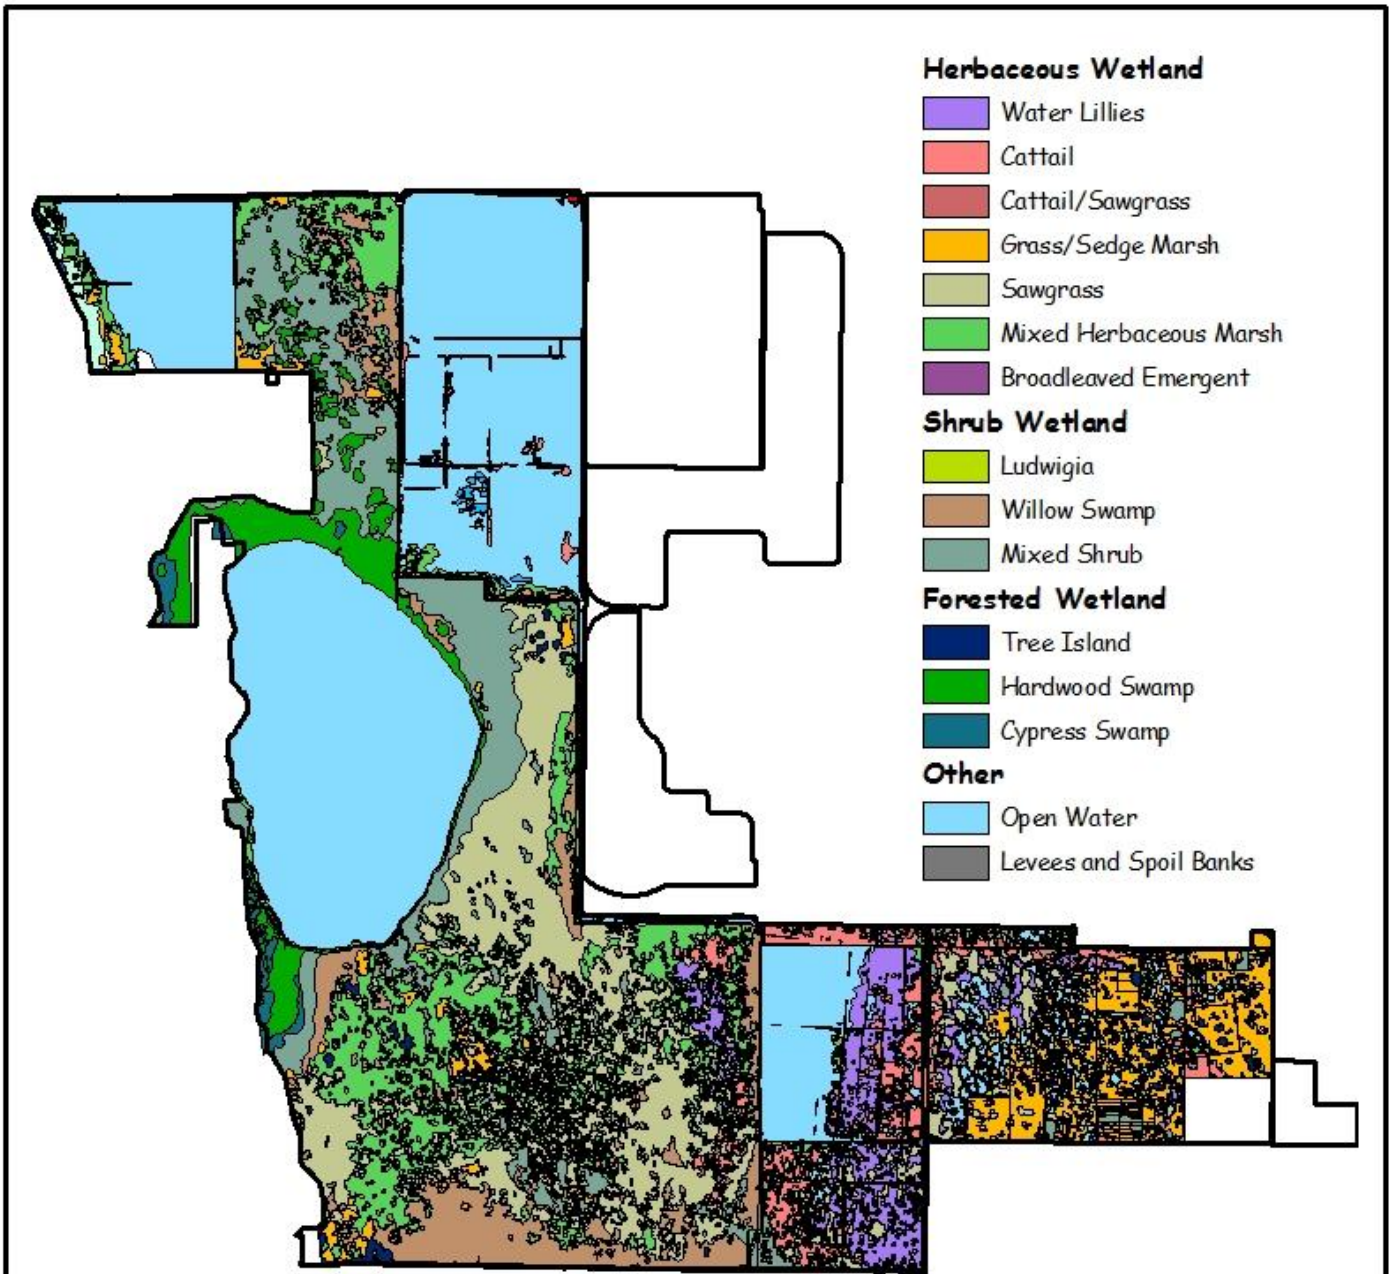 Herbaceous Wetland
Water Lillies
Cattail
Cattail/Sawgrass
Grass/Sedge Marsh
Sawgrass
Mixed Herbaceous Marsh
Broadleaved Emergent
Shrub Wetland
Ludwigia
Willow Swamp
Mixed Shrub
Forested Wetland
Tree Island
Hardwood Swamp
Cypress Swamp
Other
Open Water
Levees and Spoil Banks